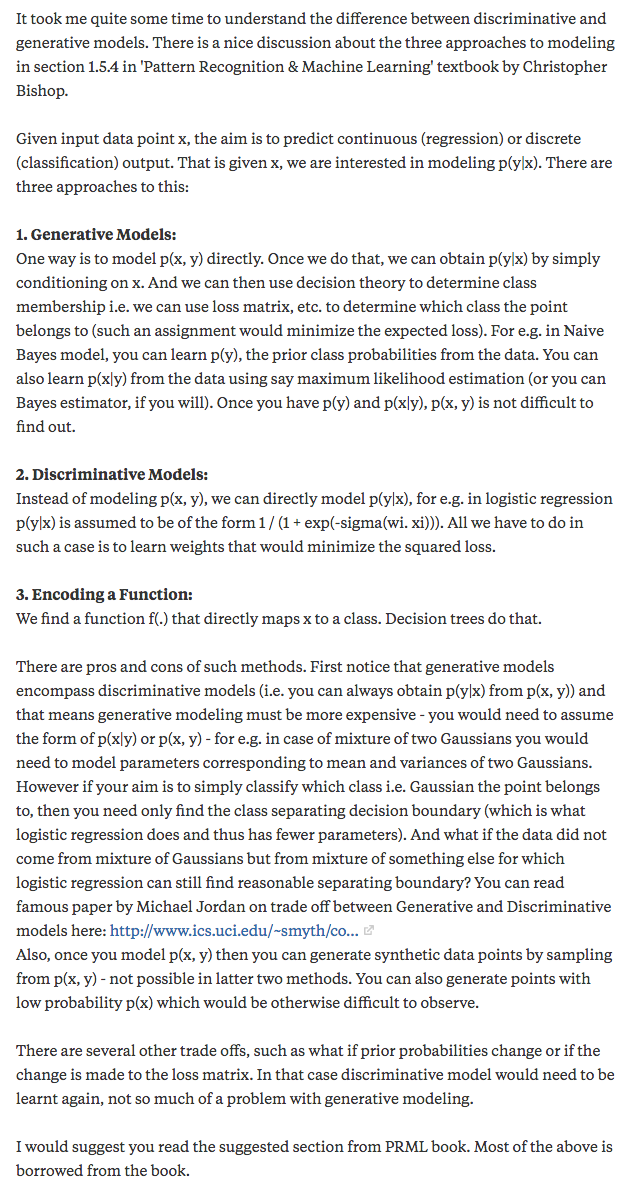 It took me quite some time to understand the difference between discriminative and
generative models. There is a nice discussion about the three approaches to modeling
in section 1.5.4 in 'Pattern Recognition & Machine Learning' textbook by Christopher
Bishop.
Given input data point x, the aim is to predict continuous (regression) or discrete
(classification) output. That is given x, we are interested in modeling p(y|x). There are
three approaches to this:
1. Generative Models:
One way is to model p(x, y) directly. Once we do that, we can obtain p(y|x) by simply
conditioning on x. And we can then use decision theory to determine class
membership i.e. we can use loss matrix, etc. to determine which class the point
belongs to (such an assignment would minimize the expected loss). For e.g. in Naive
Bayes model, you can learn p(y), the prior class probabilities from the data. You can
also learn p(x|y) from the data using say maximum likelihood estimation (or you can
Bayes estimator, if you will). Once you have p(y) and p(x|y), p(x, y) is not difficult to
find out.
2. Discriminative Models:
Instead of modeling p(x, y), we can directly model p(y|x), for e.g. in logistic regression
p(y|x) is assumed to be of the form 1 / (1 + exp(-sigma(wi. xi))). All we have to do in
such a case is to learn weights that would minimize the squared loss.
3. Encoding a Function:
We find a function f(.) that directly maps x to a class. Decision trees do that.
There are pros and cons of such methods. First notice that generative models
encompass discriminative models (i.e. you can always obtain p(y|x) from p(x, y)) and
that means generative modeling must be more expensive - you would need to assume
the form of p(x|y) or p(x, y) - for e.g. in case of mixture of two Gaussians you would
need to model parameters corresponding to mean and variances of two Gaussians.
However if your aim is to simply classify which class i.e. Gaussian the point belongs
to, then you need only find the class separating decision boundary (which is what
logistic regression does and thus has fewer parameters). And what if the data did not
come from mixture of Gaussians but from mixture of something else for which
logistic regression can still find reasonable separating boundary? You can read
famous paper by Michael Jordan on trade off between Generative and Discriminative
models here: http://www.ics.uci.edu/~smyth/co...
Also, once you model p(x, y) then you can generate synthetic data points by sampling
from p(x, y) - not possible in latter two methods. You can also generate points with
low probability p(x) which would be otherwise difficult to observe.
There are several other trade offs, such as what if prior probabilities change or if the
change is made to the loss matrix. In that case discriminative model would need to be
learnt again, not so much of a problem with generative modeling.
I would suggest you read the suggested section from PRML book. Most of the above is
borrowed from the book.